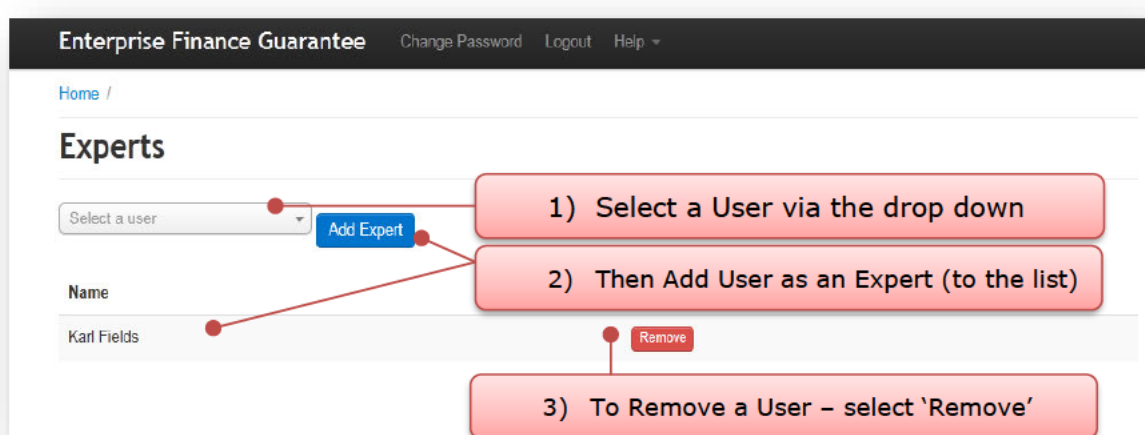 Enterprise Finance Guarantee Change Password Logout Help
Home /
Experts
Select a user
Add Expert
1) Select a User via the drop down
2) Then Add User as an Expert (to the list)
Name
Karl Fields
Remove
3) To Remove a User – select ‘Remove’